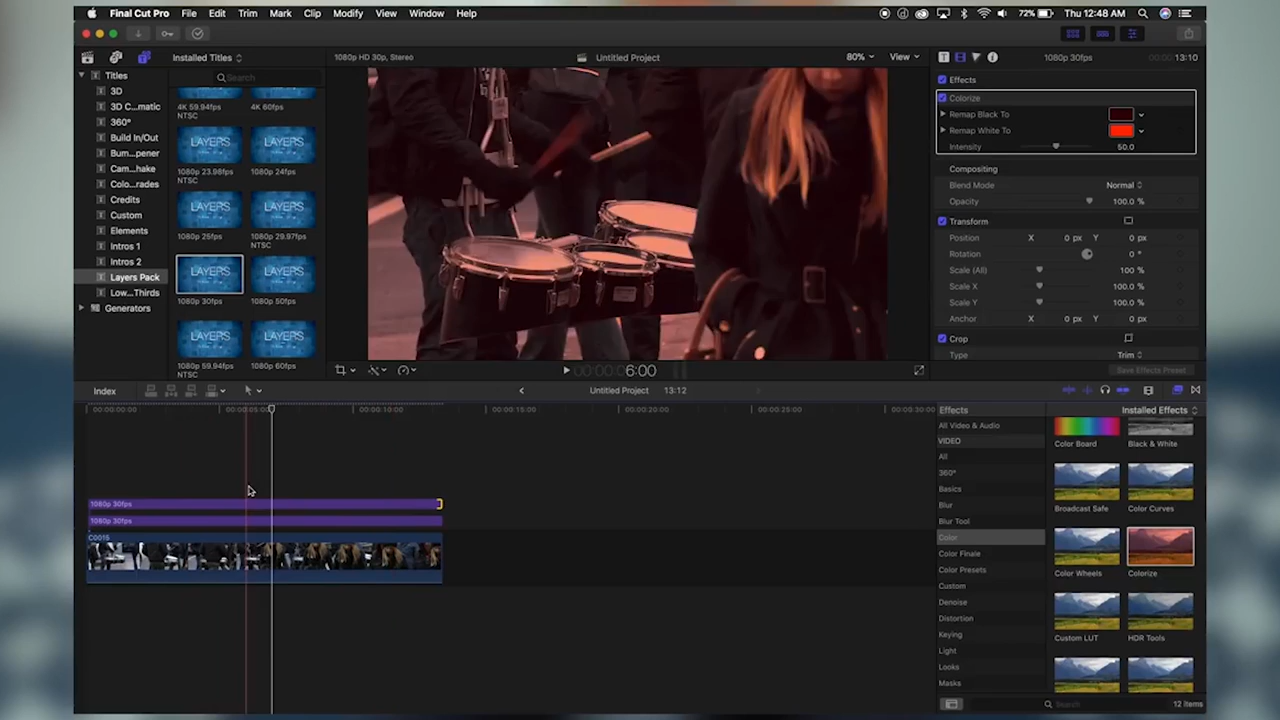 Final Cut Pro File Edit Trim Mark Clip Modify View Window Help 72% Thu 12:48 AM
Installed Titles 1080p HD 30p, Stereo Untitled Project 80% View 1080p 30fps 13:10
Titles
3D
3D C...matic
360°
Build In/Out
Bum...pener
Cam...hake
Colo...rades
Credits
Custom
Elements
Intros 1
Intros 2
Layers Pack
Low...Thirds
Generators
Search
4K 59.94fps 4K 60fps
LAYERS LAYERS
1080p 23.98fps NTSC 1080p 24fps
LAYERS LAYERS
1080p 25fps 1080p 29.97fps NTSC
LAYERS LAYERS
1080p 30fps 1080p 50fps
LAYERS LAYERS
1080p 59.94fps NTSC 1080p 60fps
Effects
Colorize
Remap Black To
Remap White To
Intensity 50.0
Compositing
Blend Mode Normal
Opacity 100.0 %
Transform
Position X 0 px Y 0 px
Rotation 0 °
Scale (All) 100 %
Scale X 100.0 %
Scale Y 100.0 %
Anchor X 0 px Y 0 px
Crop
Type Trim
Save Effects Preset
00:00:00:06:00
Index Untitled Project 13:12
00:00:00:00 00:00:05:00 00:00:10:00 00:00:15:00 00:00:20:00 00:00:25:00 00:00:30:00
1080p 30fps
1080p 30fps
C0015
Effects Installed Effects
All Video & Audio
VIDEO
All
360°
Basics
Blur
Blur Tool
Color
Color Finale
Color Presets
Custom
Denoise
Distortion
Keying
Light
Looks
Masks
Color Board Black & White
Broadcast Safe Color Curves
Color Wheels Colorize
Custom LUT HDR Tools
Search 12 items